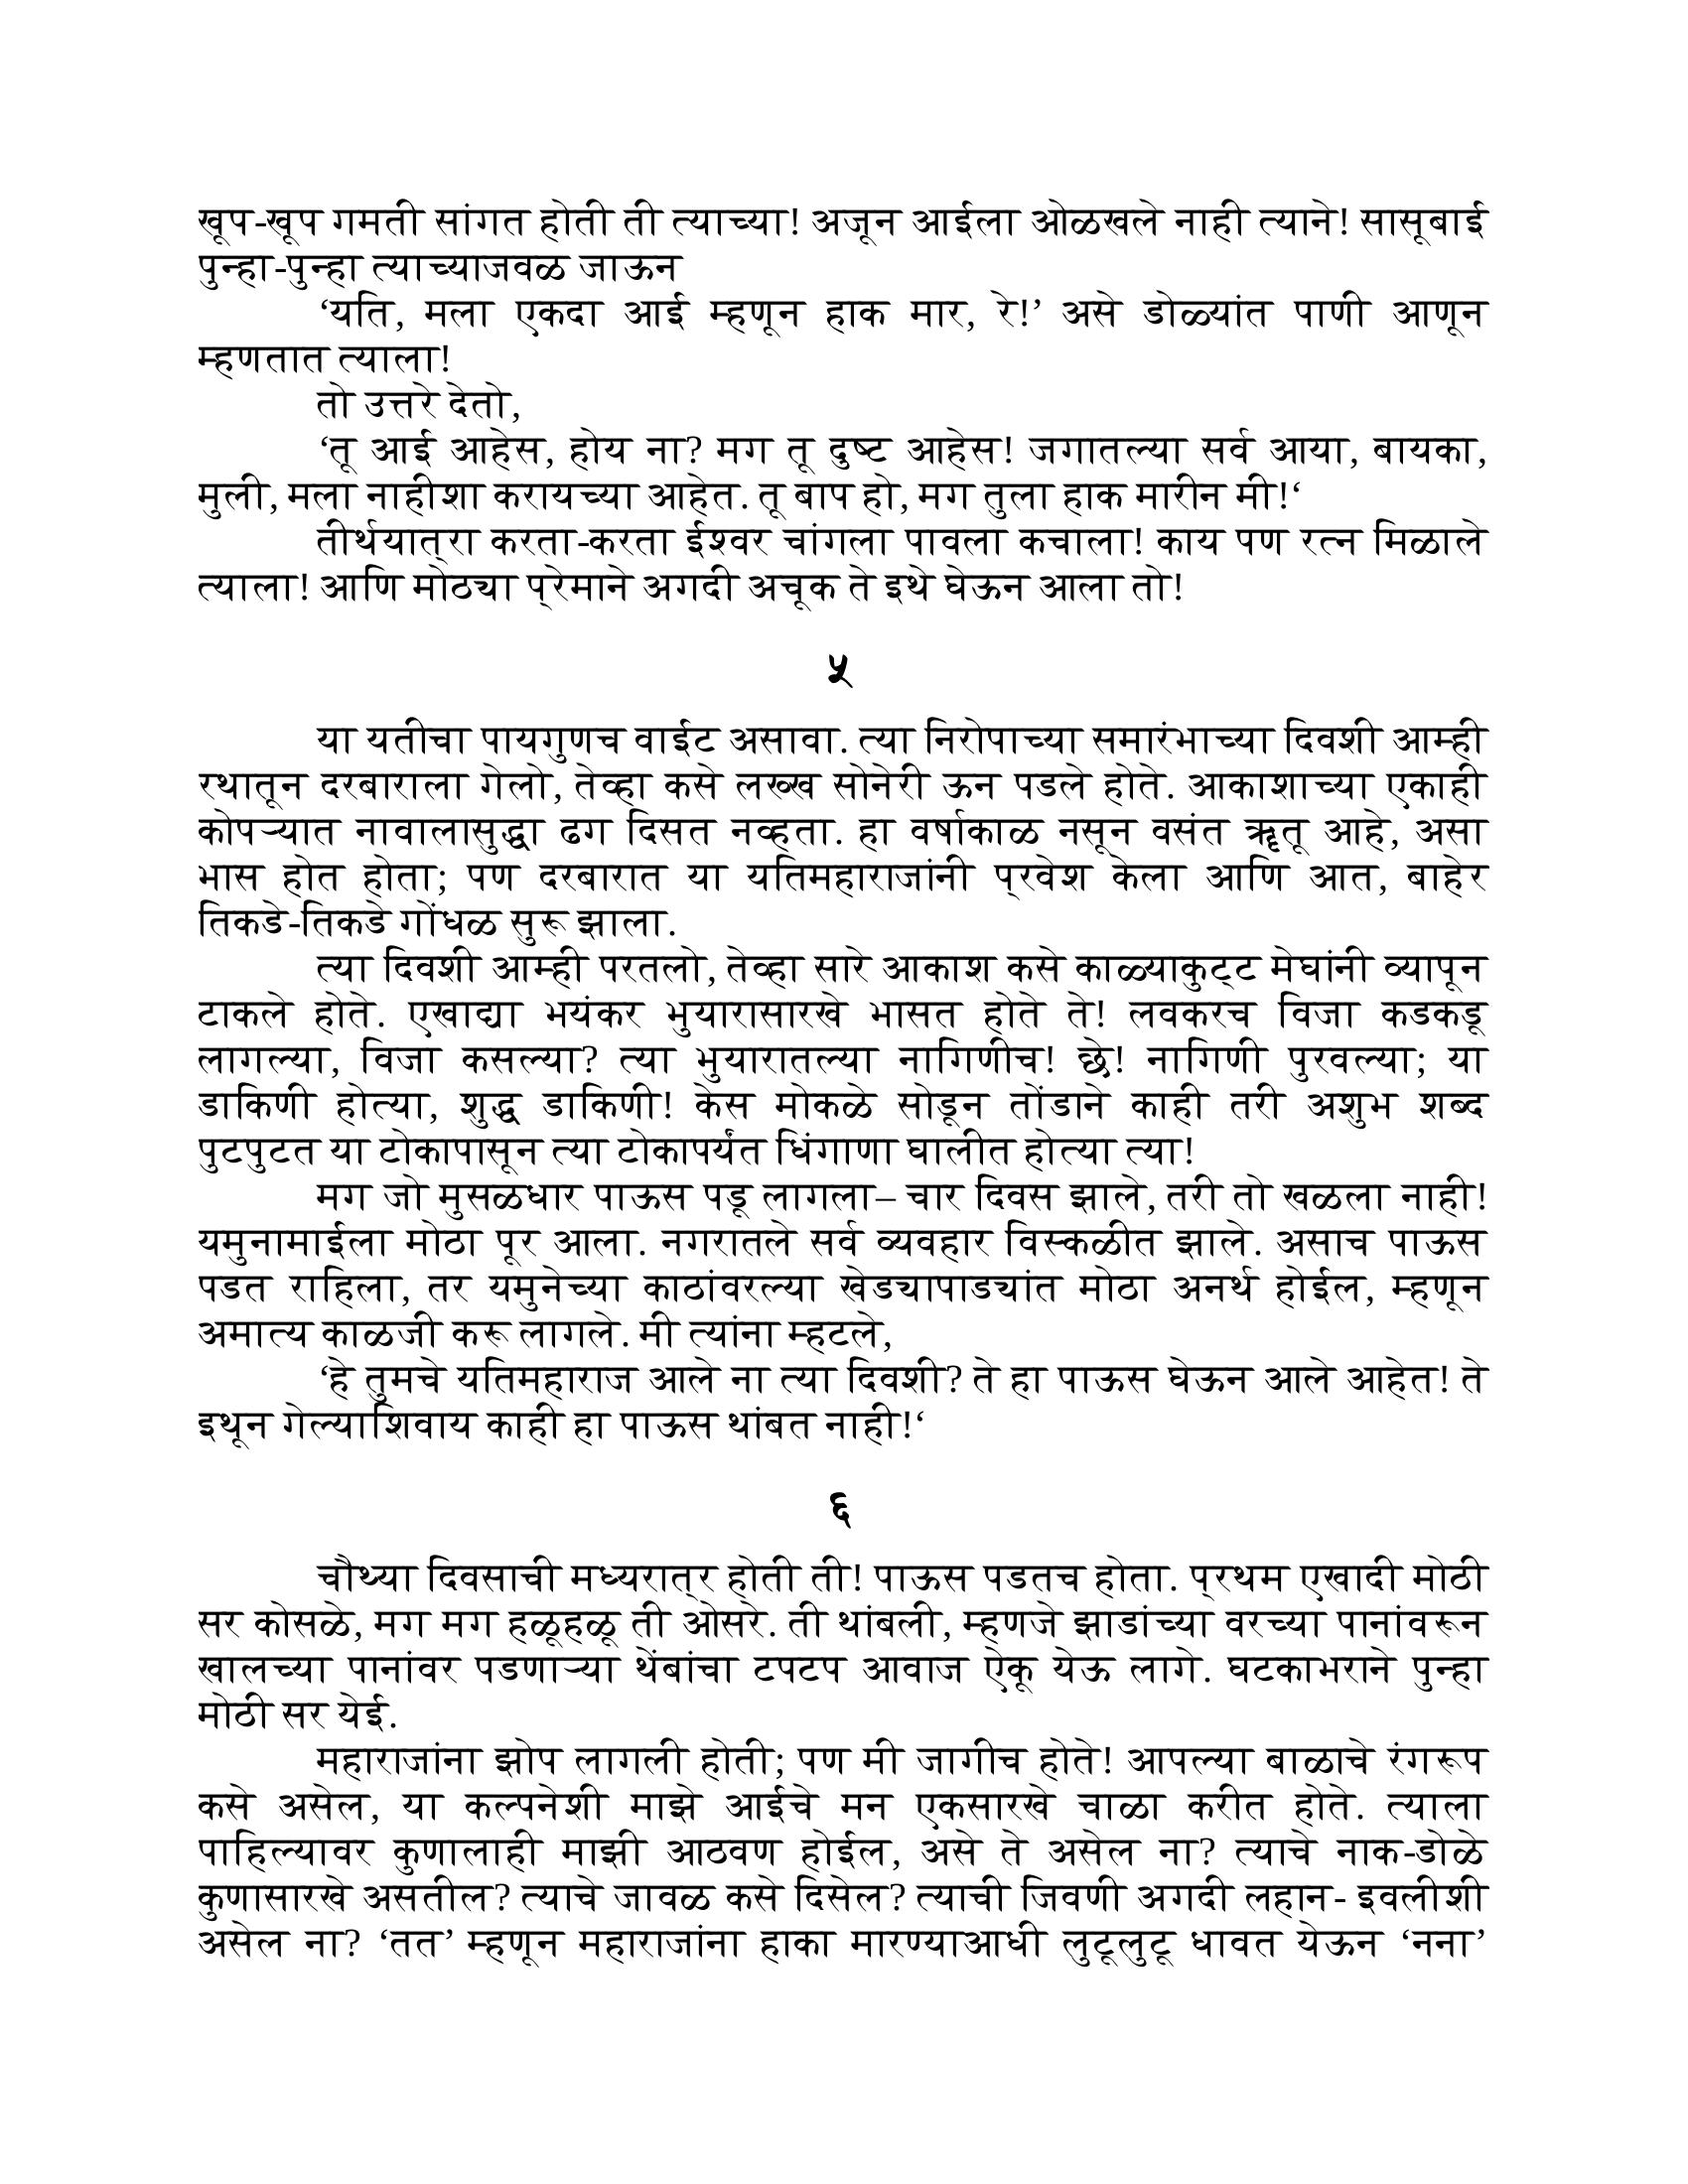 खूप-खूप गमती सांगत होती ती त्याच्या! अजून आईला ओळखले नाही त्याने! सासूबाई
पुन्हा-पुन्हा त्याच्याजवळ जाऊन
‘यति, मला एकदा आई म्हणून हाक मार, रे!’ असे डोळ्यांत पाणी आणून
म्हणतात त्याला!
तो उत्तरे देतो,
‘तू आई आहेस, होय ना? मग तू दुष्ट आहेस! जगातल्या सर्व आया, बायका,
मुली, मला नाहीशा करायच्या आहेत. तू बाप हो, मग तुला हाक मारीन मी!‘
तीर्थयात्रा करता-करता ईश्वर चांगला पावला कचाला! काय पण रत्न मिळाले
त्याला! आणि मोठ्या प्रेमाने अगदी अचूक ते इथे घेऊन आला तो!
५
या यतीचा पायगुणच वाईट असावा. त्या निरोपाच्या समारंभाच्या दिवशी आम्ही
रथातून दरबाराला गेलो, तेव्हा कसे लख्ख सोनेरी ऊन पडले होते. आकाशाच्या एकाही
कोपऱ्यात नावालासुद्धा ढग दिसत नव्हता. हा वर्षाकाळ नसून वसंत ॠतू आहे, असा
भास होत होता; पण दरबारात या यतिमहाराजांनी प्रवेश केला आणि आत, बाहेर
तिकडे-तिकडे गोंधळ सुरू झाला.
त्या दिवशी आम्ही परतलो, तेव्हा सारे आकाश कसे काळ्याकुट्ट मेघांनी व्यापून
टाकले होते. एखाद्या भयंकर भुयारासारखे भासत होते ते! लवकरच विजा कडकडू
लागल्या, विजा कसल्या? त्या भुयारातल्या नागिणीच! छे! नागिणी पुरवल्या; या
डाकिणी होत्या, शुद्ध डाकिणी! केस मोकळे सोडून तोंडाने काही तरी अशुभ शब्द
पुटपुटत या टोकापासून त्या टोकापर्यंत धिंगाणा घालीत होत्या त्या!
मग जो मुसळधार पाऊस पडू लागला– चार दिवस झाले, तरी तो खळला नाही!
यमुनामाईला मोठा पूर आला. नगरातले सर्व व्यवहार विस्कळीत झाले. असाच पाऊस
पडत राहिला, तर यमुनेच्या काठांवरल्या खेड्यापाड्यांत मोठा अनर्थ होईल, म्हणून
अमात्य काळजी करू लागले. मी त्यांना म्हटले,
‘हे तुमचे यतिमहाराज आले ना त्या दिवशी? ते हा पाऊस घेऊन आले आहेत! ते
इथून गेल्याशिवाय काही हा पाऊस थांबत नाही!‘
६
चौथ्या दिवसाची मध्यरात्र होती ती! पाऊस पडतच होता. प्रथम एखादी मोठी
सर कोसळे, मग मग हळूहळू ती ओसरे. ती थांबली, म्हणजे झाडांच्या वरच्या पानांवरून
खालच्या पानांवर पडणाऱ्या थेंबांचा टपटप आवाज ऐकू येऊ लागे. घटकाभराने पुन्हा
मोठी सर येई.
महाराजांना झोप लागली होती; पण मी जागीच होते! आपल्या बाळाचे रंगरूप
कसे असेल, या कल्पनेशी माझे आईचे मन एकसारखे चाळा करीत होते. त्याला
पाहिल्यावर कुणालाही माझी आठवण होईल, असे ते असेल ना? त्याचे नाक-डोळे
कुणासारखे असतील? त्याचे जावळ कसे दिसेल? त्याची जिवणी अगदी लहान- इवलीशी
असेल ना? ‘तत’ म्हणून महाराजांना हाका मारण्याआधी लुटूलुटू धावत येऊन ‘नना’